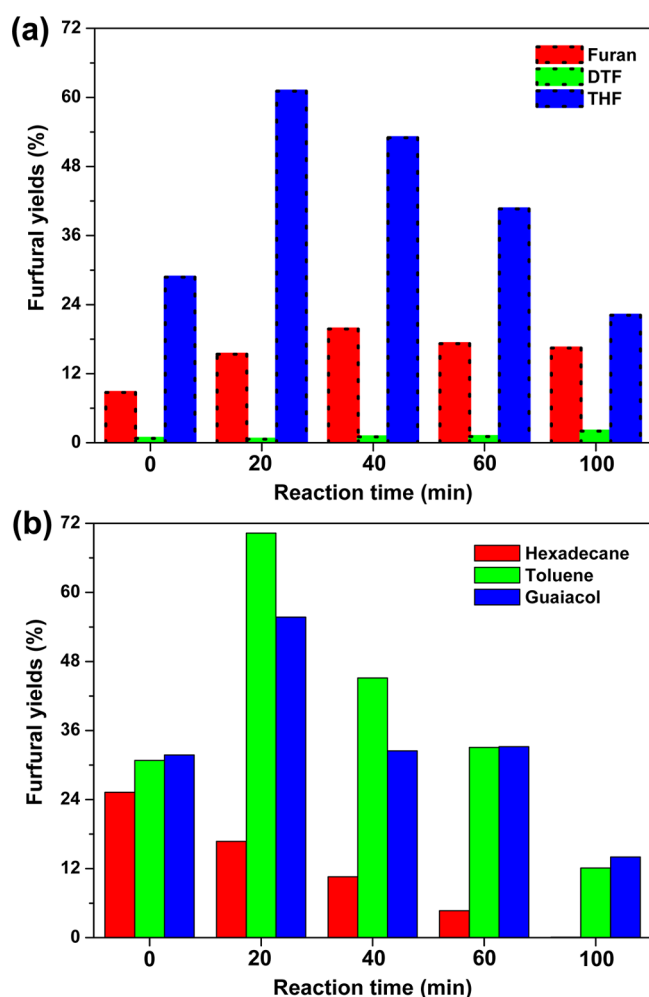 (a)
Furfural yields (%)
72
60
48
36
24
12
0
Furan
DTF
THF
0 20 40 60 100
Reaction time (min)
(b)
Furfural yields (%)
72
60
48
36
24
12
0
Hexadecane
Toluene
Guaiacol
0 20 40 60 100
Reaction time (min)